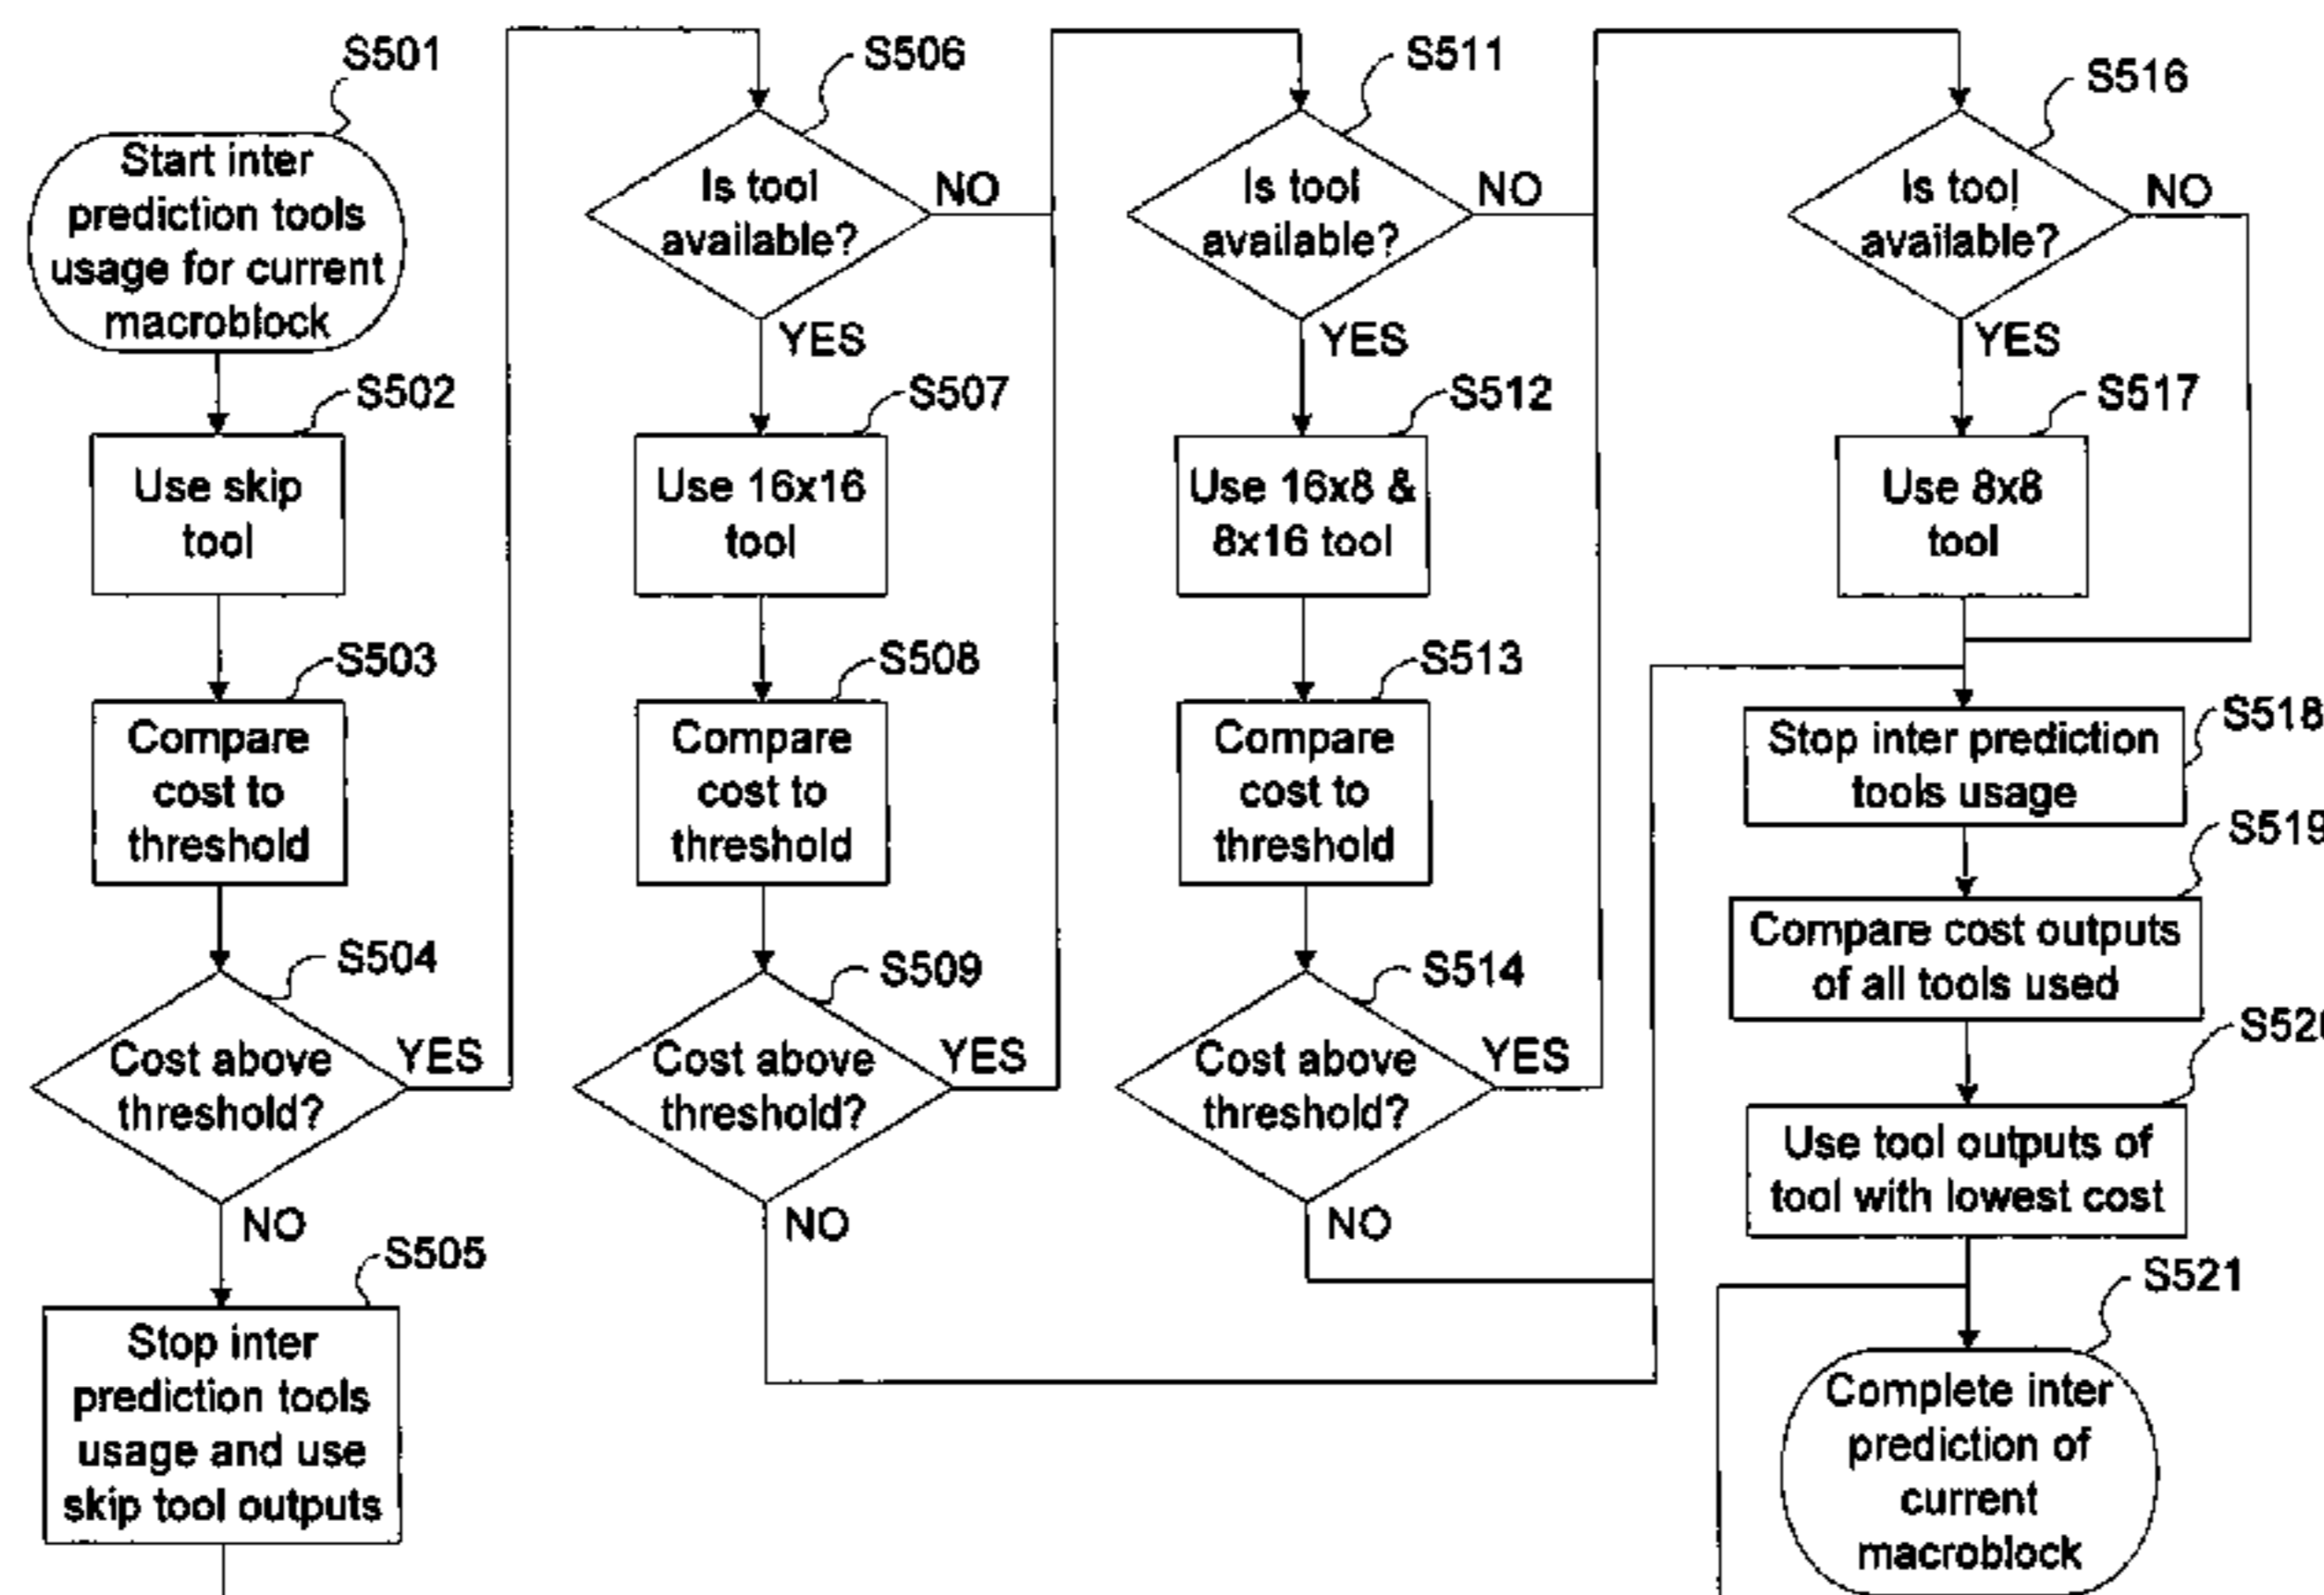 S501
Start inter
prediction tools
usage for current
macroblock
S502
Use skip
tool
S503
Compare
cost to
threshold
S504
Cost above
threshold?
YES
NO
S505
Stop inter
prediction tools
usage and use
skip tool outputs
S506
Is tool
available?
NO
YES
S507
Use 16x16
tool
S508
Compare
cost to
threshold
S509
Cost above
threshold?
YES
NO
S511
Is tool
available?
NO
YES
S512
Use 16x8 &
8x16 tool
S513
Compare
cost to
threshold
S514
Cost above
threshold?
YES
NO
S516
Is tool
available?
NO
YES
S517
Use 8x8
tool
S518
Stop inter prediction
tools usage
S519
Compare cost outputs
of all tools used
S520
Use tool outputs of
tool with lowest cost
S521
Complete inter
prediction of
current
macroblock